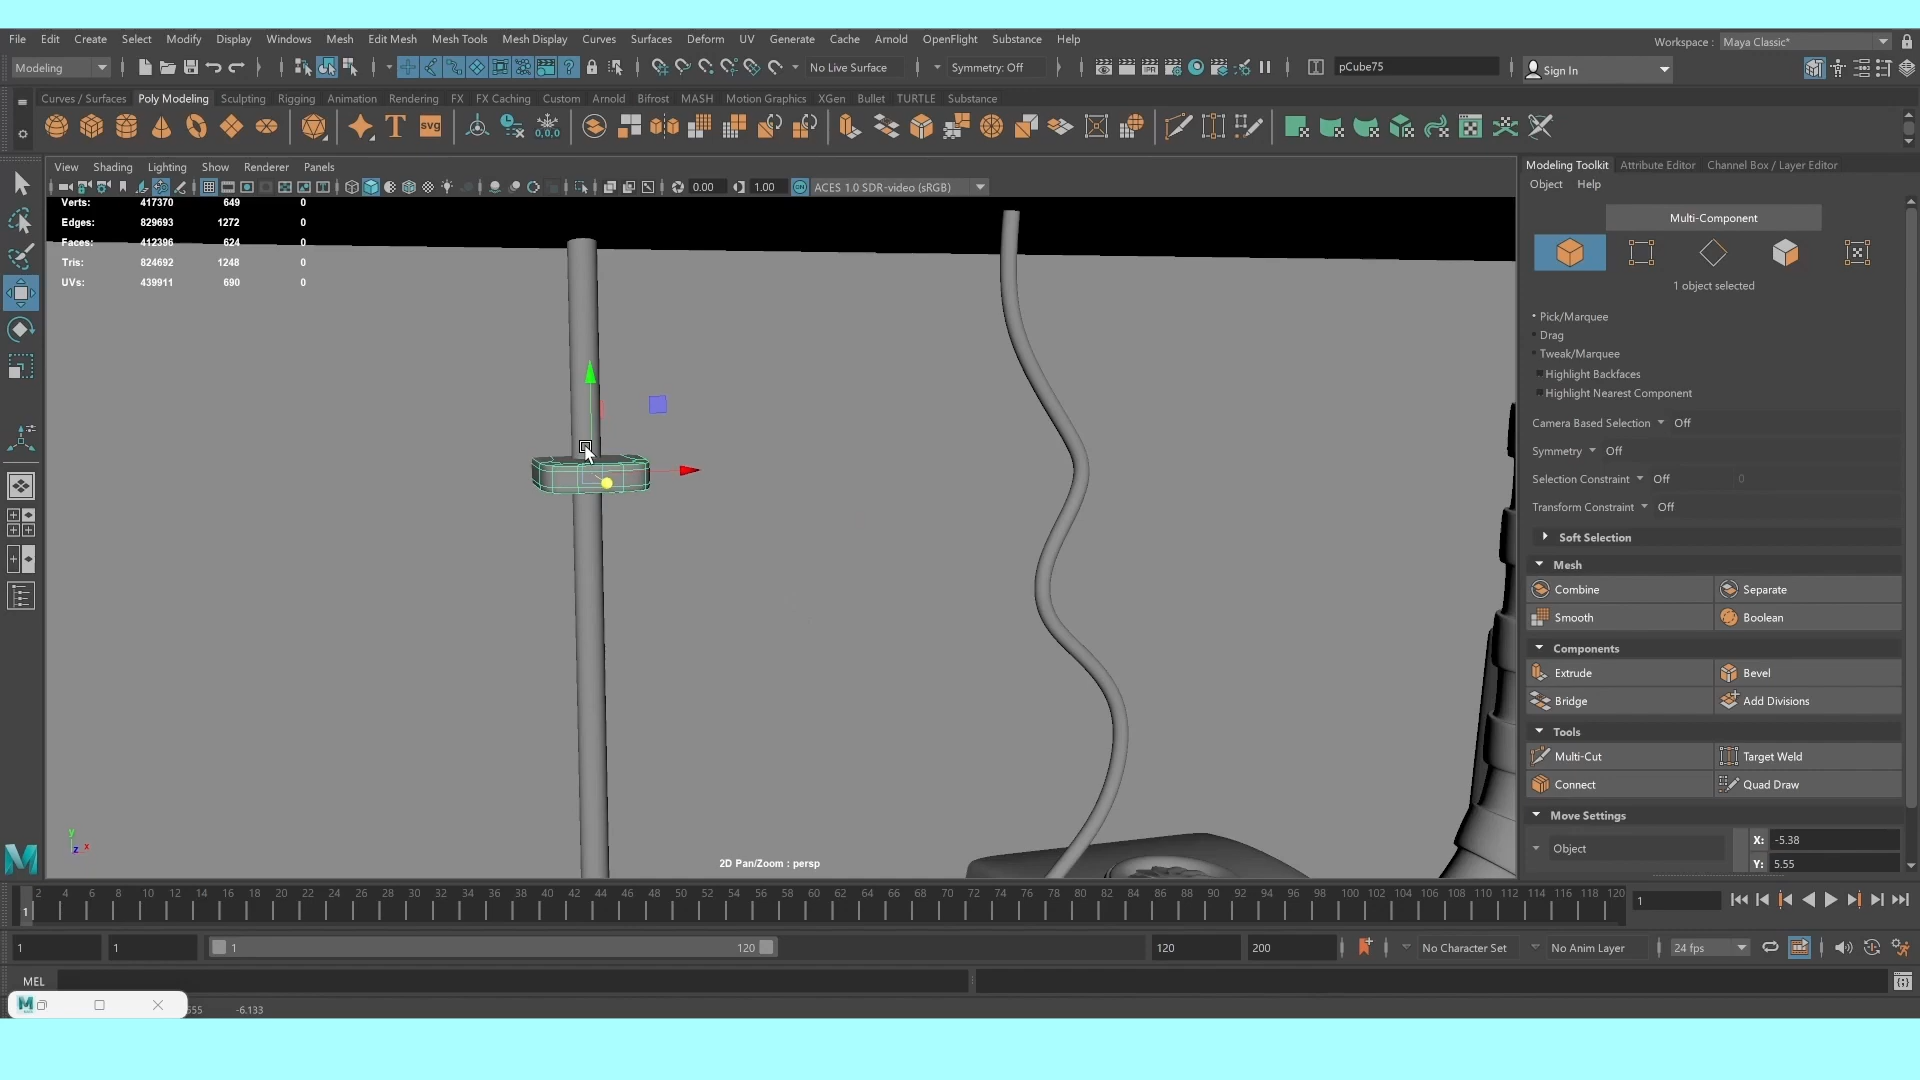 File Edit Create Select Modify Display Windows Mesh Edit Mesh Mesh Tools Mesh Display Curves Surfaces Deform UV Generate Cache Arnold OpenFlight Substance Help
Workspace : Maya Classic*
Modeling No Live Surface Symmetry: Off pCube75 Sign In
Curves / Surfaces Poly Modeling Sculpting Rigging Animation Rendering FX FX Caching Custom Arnold Bifrost MASH Motion Graphics XGen Bullet TURTLE Substance
T svg 0,0,0
View Shading Lighting Show Renderer Panels
0.00 1.00 ON ACES 1.0 SDR-video (sRGB)
Verts: 417370 649 0
Edges: 829693 1272 0
Faces: 412396 624 0
Tris: 824692 1248 0
UVs: 439911 690 0
y
z x
2D Pan/Zoom : persp
Modeling Toolkit Attribute Editor Channel Box / Layer Editor
Object Help
Multi-Component
1 object selected
Pick/Marquee
Drag
Tweak/Marquee
Highlight Backfaces
Highlight Nearest Component
Camera Based Selection Off
Symmetry Off
Selection Constraint Off 0
Transform Constraint Off
Soft Selection
Mesh
Combine Separate
Smooth Boolean
Components
Extrude Bevel
Bridge Add Divisions
Tools
Multi-Cut Target Weld
Connect Quad Draw
Move Settings
Object X: -5.38
Y: 5.55
2 4 6 8 10 12 14 16 18 20 22 24 26 28 30 32 34 36 38 40 42 44 46 48 50 52 54 56 58 60 62 64 66 68 70 72 74 76 78 80 82 84 86 88 90 92 94 96 98 100 102 104 106 108 110 112 114 116 118 120
1 1
1 1 1 120 120 200 No Character Set No Anim Layer 24 fps
MEL
M 555 -6.133